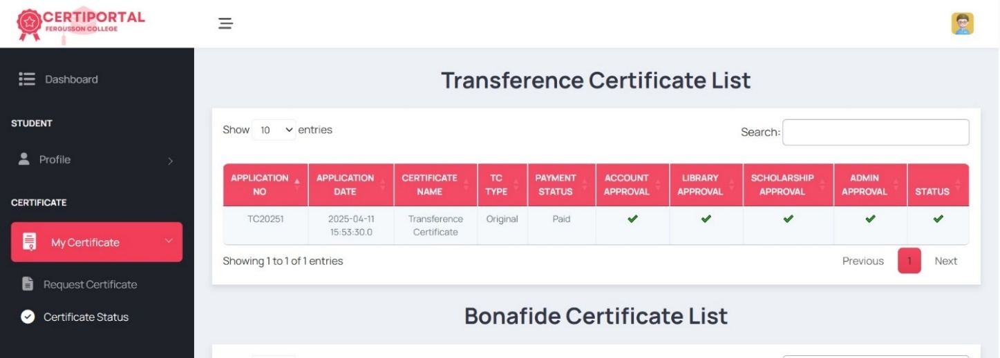 CERTIPORTAL
FERGUSSON COLLEGE
Dashboard
STUDENT
Profile
CERTIFICATE
My Certificate
Request Certificate
Certificate Status
Transference Certificate List
Show 10 entries
Search:
APPLICATION NO
APPLICATION DATE
CERTIFICATE NAME
TC TYPE
PAYMENT STATUS
ACCOUNT APPROVAL
LIBRARY APPROVAL
SCHOLARSHIP APPROVAL
ADMIN APPROVAL
STATUS
TC20251
2025-04-11 15:53:30.0
Transference Certificate
Original
Paid
Showing 1 to 1 of 1 entries
Previous 1 Next
Bonafide Certificate List